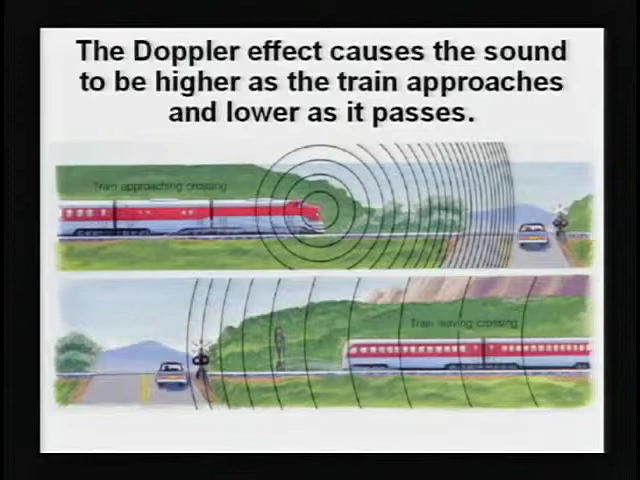 The Doppler effect causes the sound
to be higher as the train approaches
and lower as it passes.
Train approaching crossing
Train leaving crossing